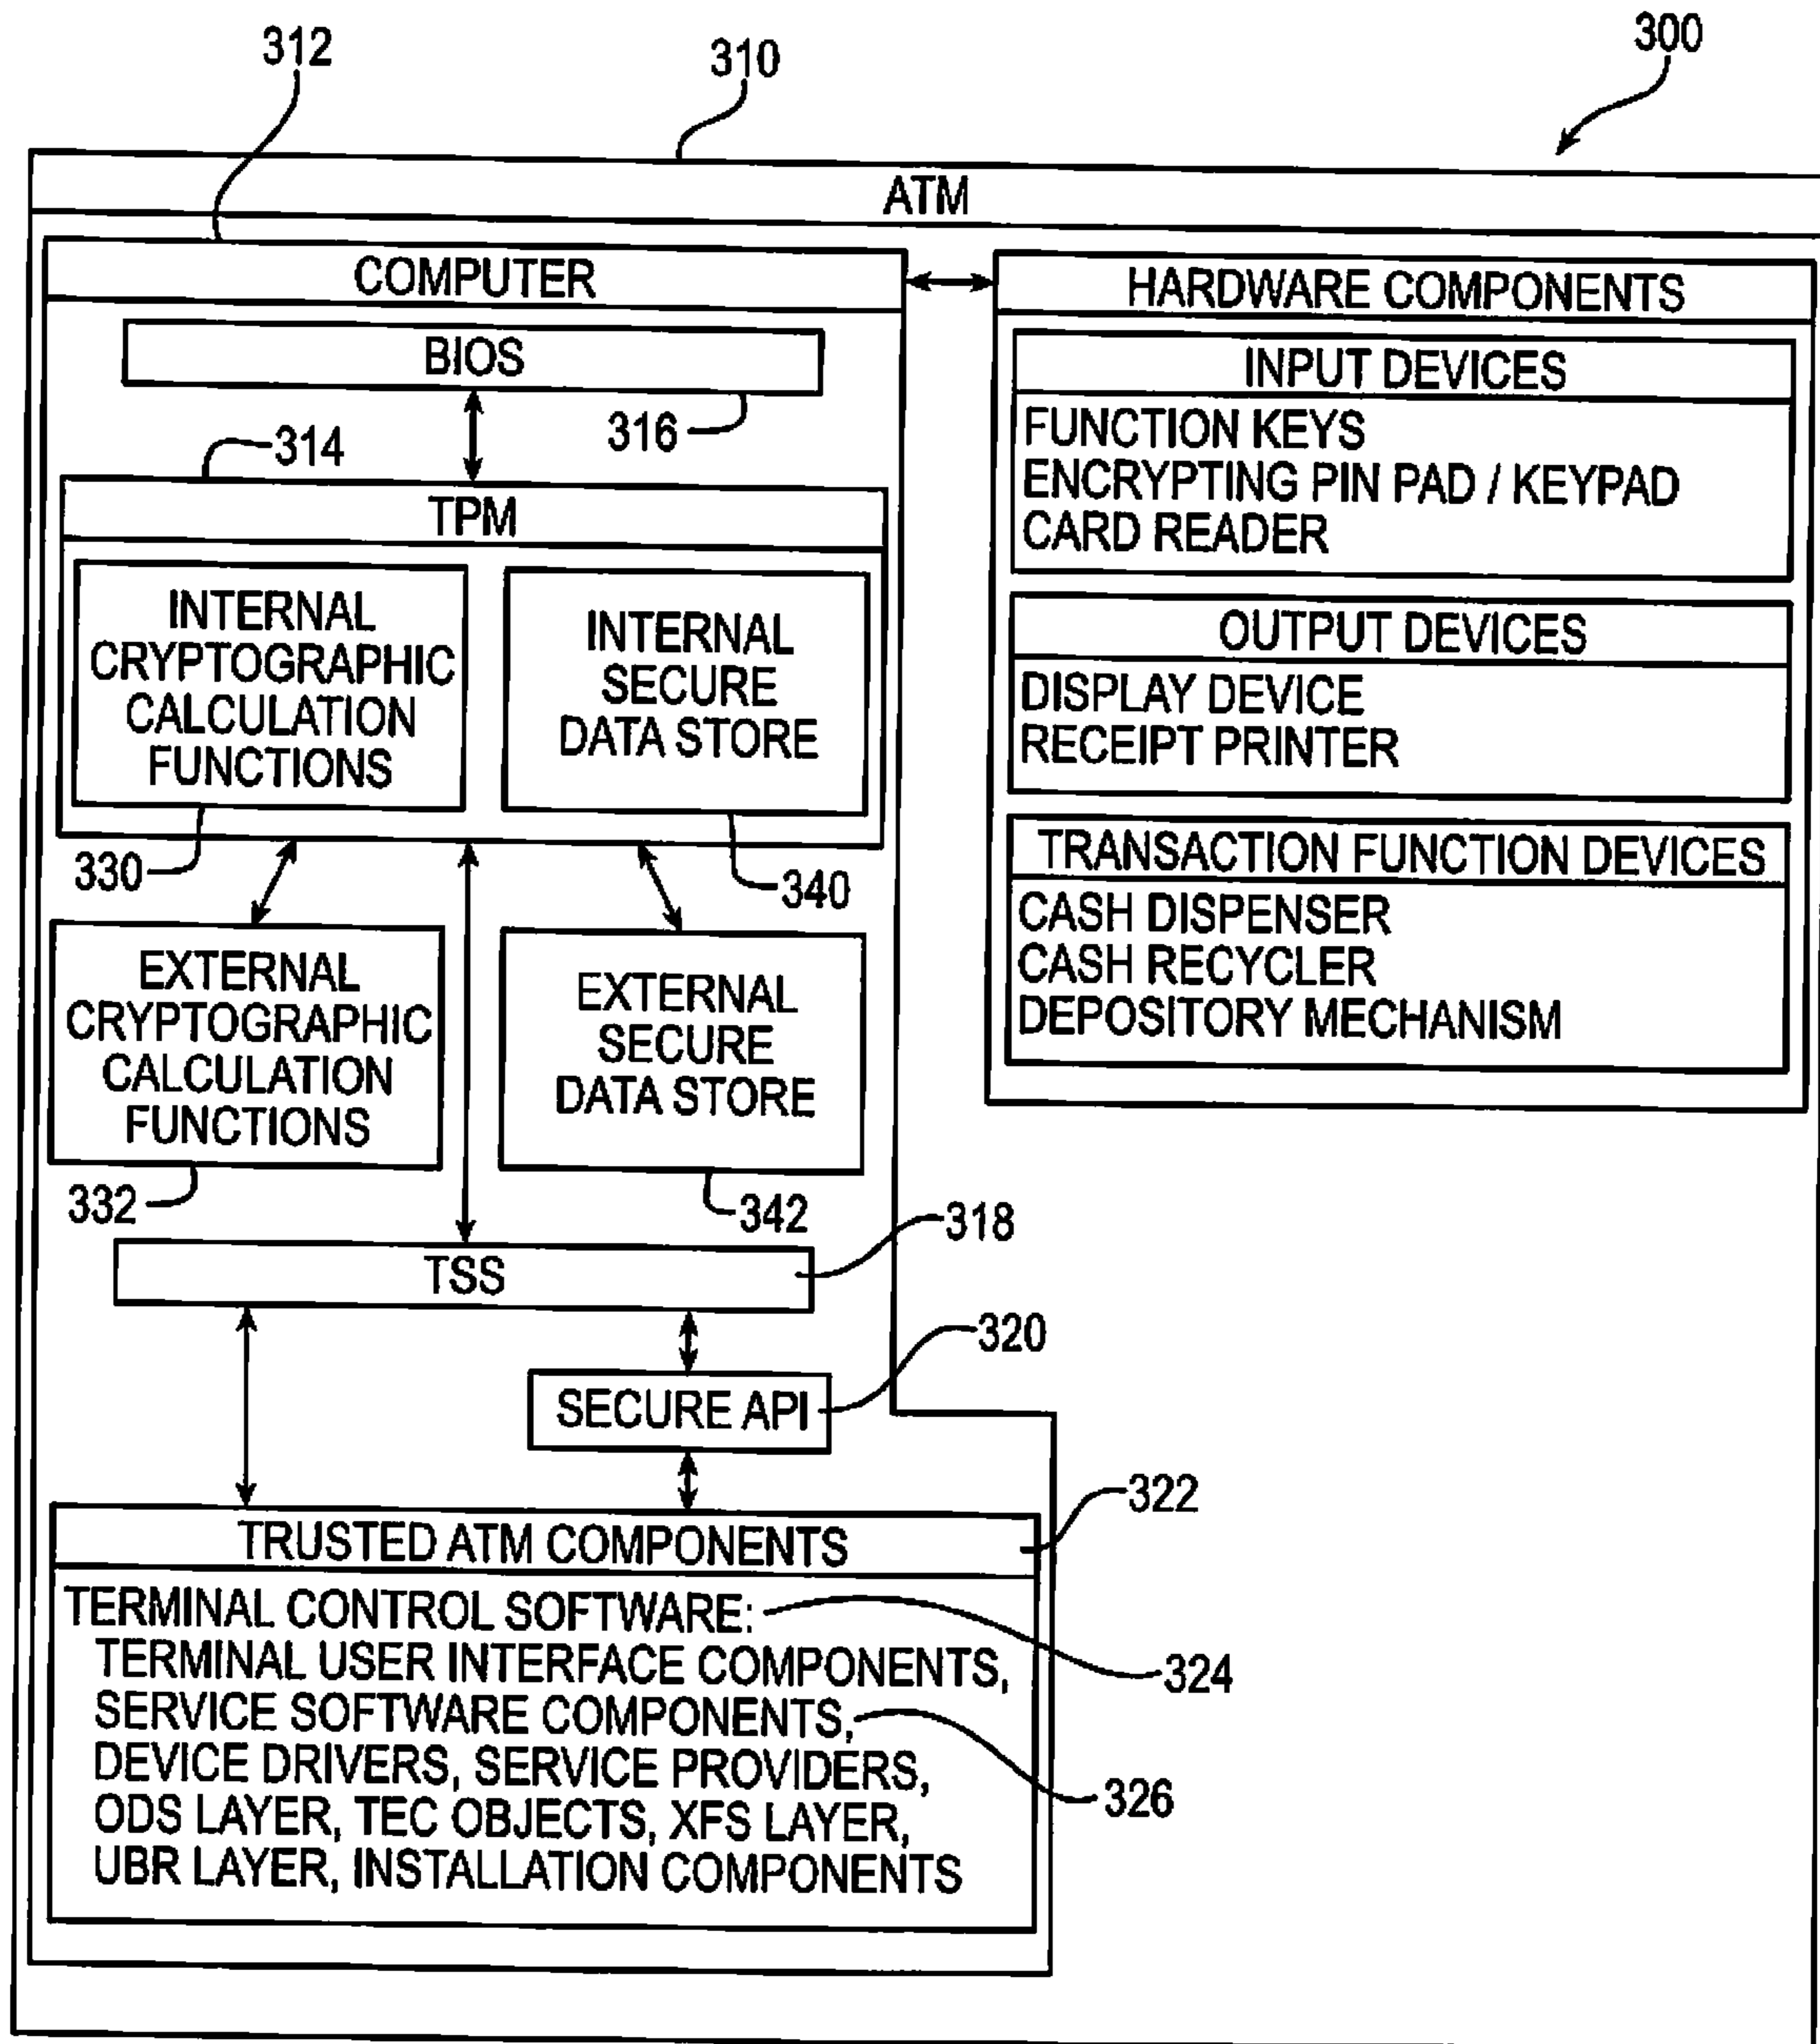 312
310
300
ATM
COMPUTER
BIOS
316
314
TPM
INTERNAL
CRYPTOGRAPHIC
CALCULATION
FUNCTIONS
INTERNAL
SECURE
DATA STORE
330
340
EXTERNAL
CRYPTOGRAPHIC
CALCULATION
FUNCTIONS
EXTERNAL
SECURE
DATA STORE
332
342
318
TSS
320
SECURE API
322
TRUSTED ATM COMPONENTS
TERMINAL CONTROL SOFTWARE:
TERMINAL USER INTERFACE COMPONENTS,
324
SERVICE SOFTWARE COMPONENTS,
DEVICE DRIVERS, SERVICE PROVIDERS,
326
ODS LAYER, TEC OBJECTS, XFS LAYER,
UBR LAYER, INSTALLATION COMPONENTS
HARDWARE COMPONENTS
INPUT DEVICES
FUNCTION KEYS
ENCRYPTING PIN PAD / KEYPAD
CARD READER
OUTPUT DEVICES
DISPLAY DEVICE
RECEIPT PRINTER
TRANSACTION FUNCTION DEVICES
CASH DISPENSER
CASH RECYCLER
DEPOSITORY MECHANISM